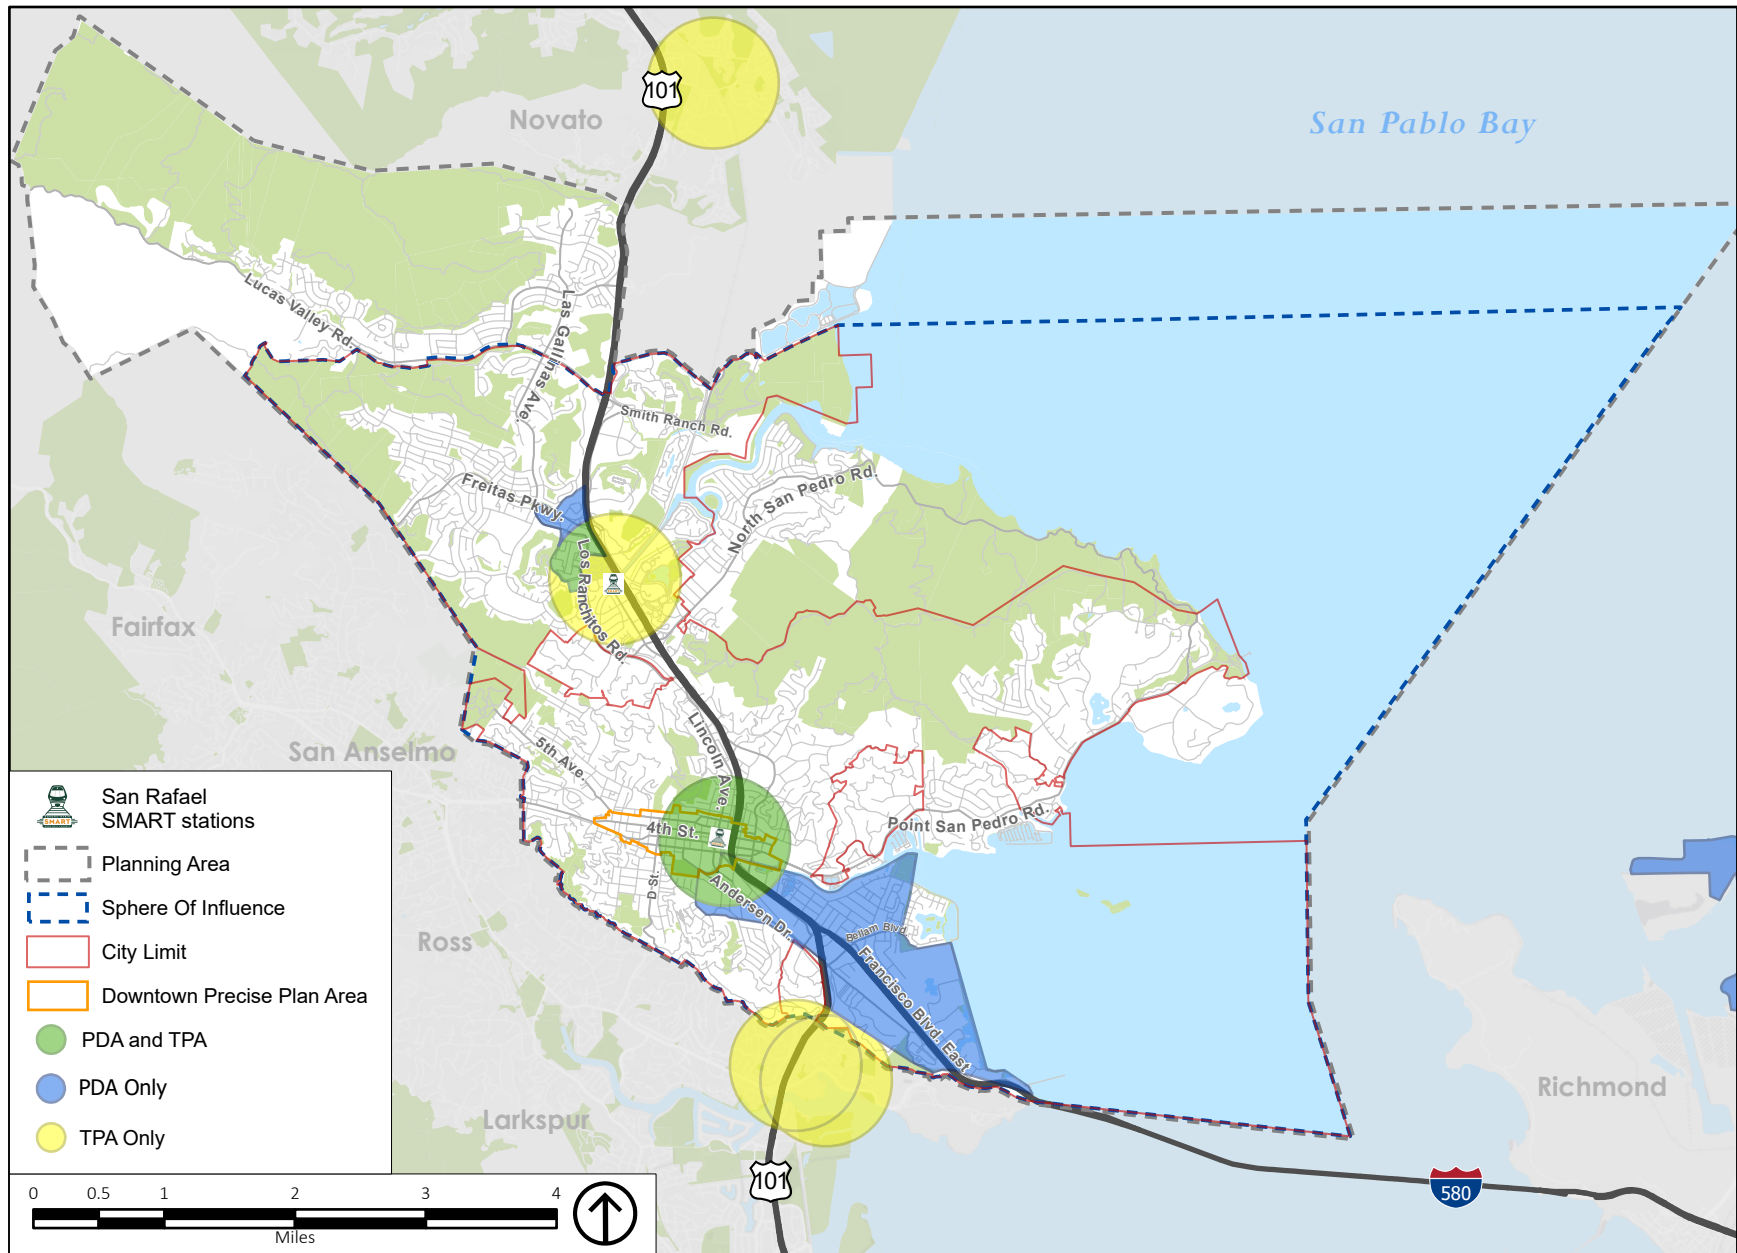 101
Novato
San Pablo Bay
Lucas Valley Rd.
Las Gallinas Ave.
Smith Ranch Rd.
Freitas Pkwy.
North San Pedro Rd.
Los Ranchitos Rd.
Fairfax
San Anselmo
Lincoln Ave.
5th Ave.
4th St.
Point San Pedro Rd.
D St.
Andersen Dr.
Bellam Blvd
Francisco Blvd. East
Ross
Larkspur
Richmond
101
580
SMART
San Rafael
SMART stations
Planning Area
Sphere Of Influence
City Limit
Downtown Precise Plan Area
PDA and TPA
PDA Only
TPA Only
0 0.5 1 2 3 4
Miles